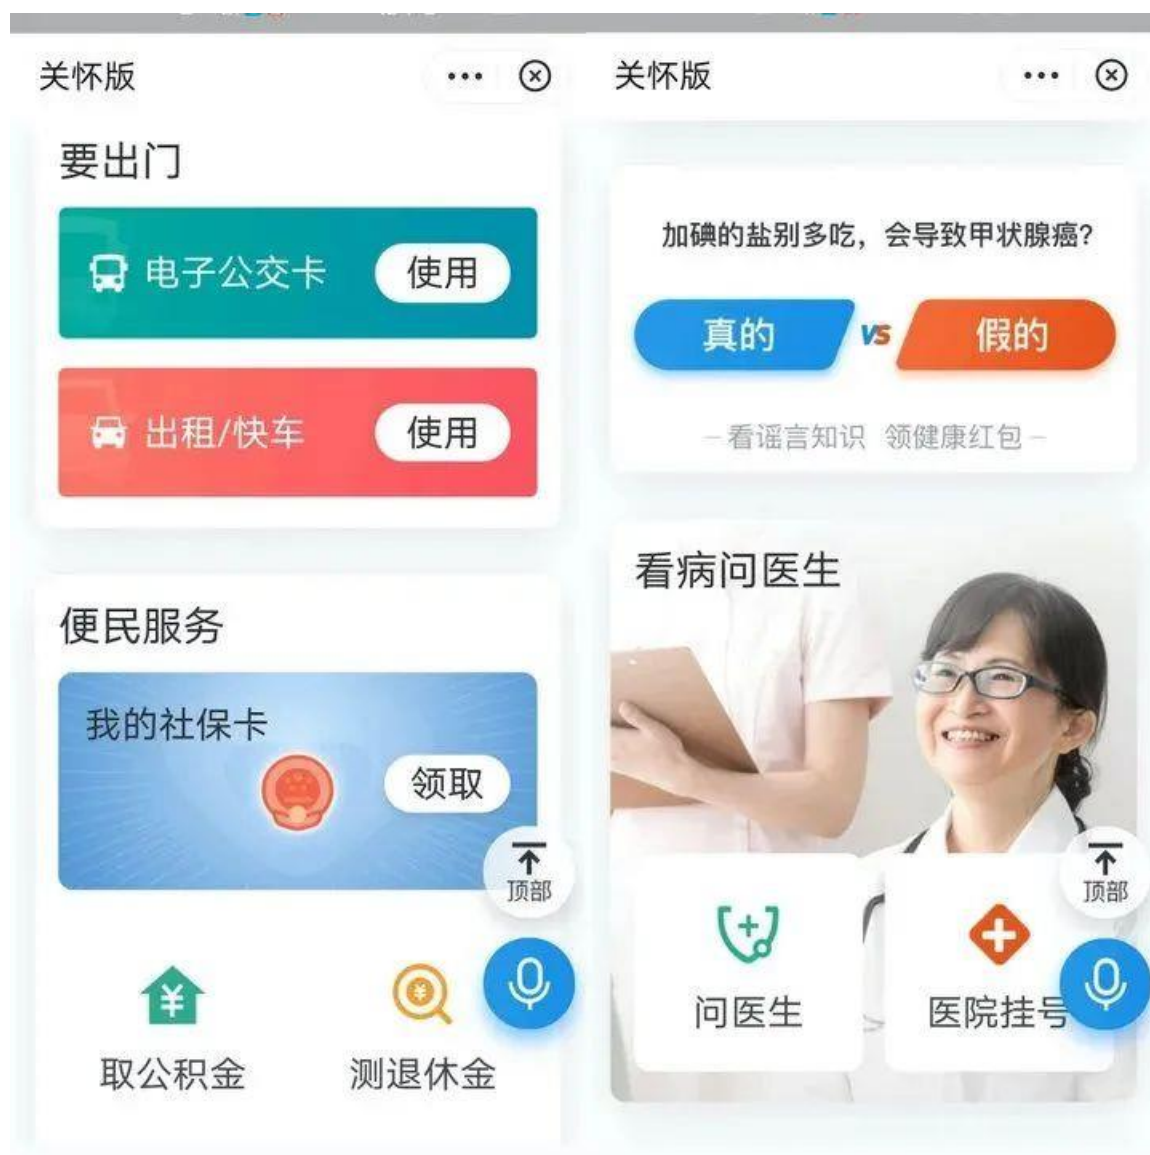 关怀版
要出门
电子公交卡
使用
出租/快车
使用
便民服务
我的社保卡
领取
顶部
取公积金
测退休金
关怀版
加碘的盐别多吃，会导致甲状腺癌？
真的
VS
假的
–看谣言知识 领健康红包–
看病问医生
顶部
问医生
医院挂号